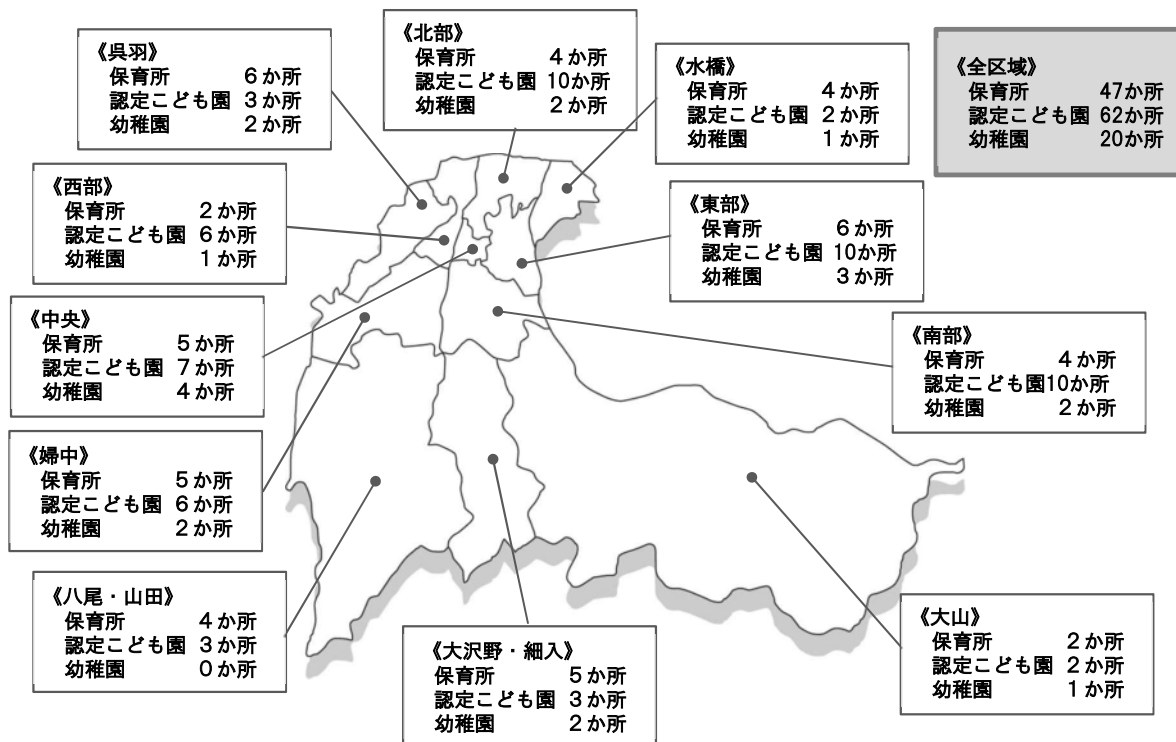 《呉羽》
保育所 6か所
認定こども園 3か所
幼稚園 2か所
《北部》
保育所 4か所
認定こども園 10か所
幼稚園 2か所
《水橋》
保育所 4か所
認定こども園 2か所
幼稚園 1か所
《全区域》
保育所 47か所
認定こども園 62か所
幼稚園 20か所
《西部》
保育所 2か所
認定こども園 6か所
幼稚園 1か所
《東部》
保育所 6か所
認定こども園 10か所
幼稚園 3か所
《中央》
保育所 5か所
認定こども園 7か所
幼稚園 4か所
《南部》
保育所 4か所
認定こども園10か所
幼稚園 2か所
《婦中》
保育所 5か所
認定こども園 6か所
幼稚園 2か所
《八尾・山田》
保育所 4か所
認定こども園 3か所
幼稚園 0か所
《大沢野・細入》
保育所 5か所
認定こども園 3か所
幼稚園 2か所
《大山》
保育所 2か所
認定こども園 2か所
幼稚園 1か所